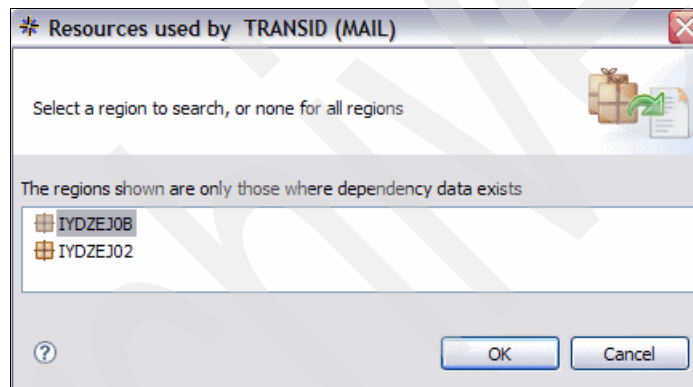 Resources used by TRANSID (MAIL)
Select a region to search, or none for all regions
The regions shown are only those where dependency data exists
IYDZEJ0B
IYDZEJ02
OK
Cancel